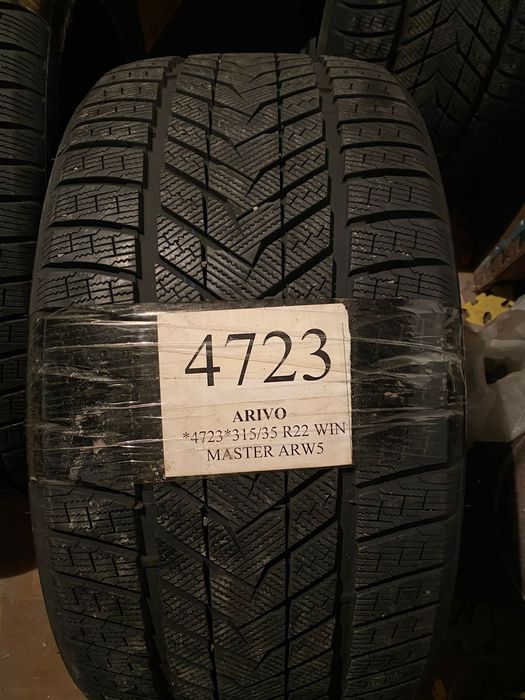 4723
ARIVO
*4723*315/35 R22 WIN
MASTER ARW5